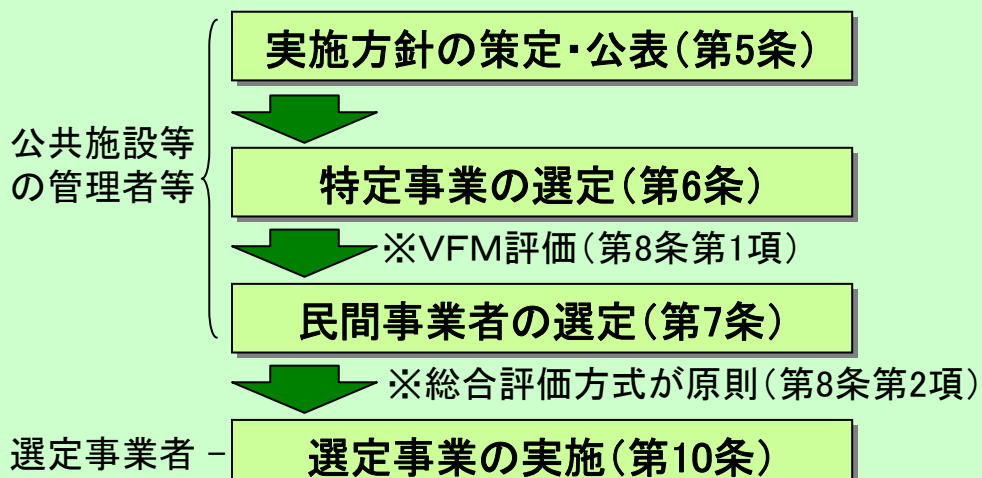 実施方針の策定・公表(第5条)
公共施設等
の管理者等
特定事業の選定(第6条)
※VFM評価(第8条第1項)
民間事業者の選定(第7条)
※総合評価方式が原則(第8条第2項)
選定事業者
選定事業の実施(第10条)